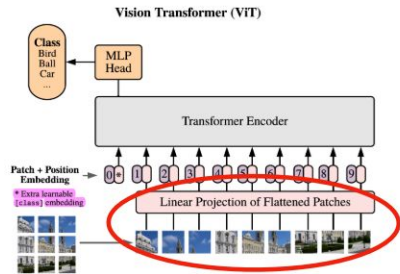 Vision Transformer (ViT)
Class
Bird
Ball
Car
...
MLP
Head
Transformer Encoder
Patch + Position
Embedding
* Extra learnable
[class] embedding
0 * 1 2 3 4 5 6 7 8 9
Linear Projection of Flattened Patches